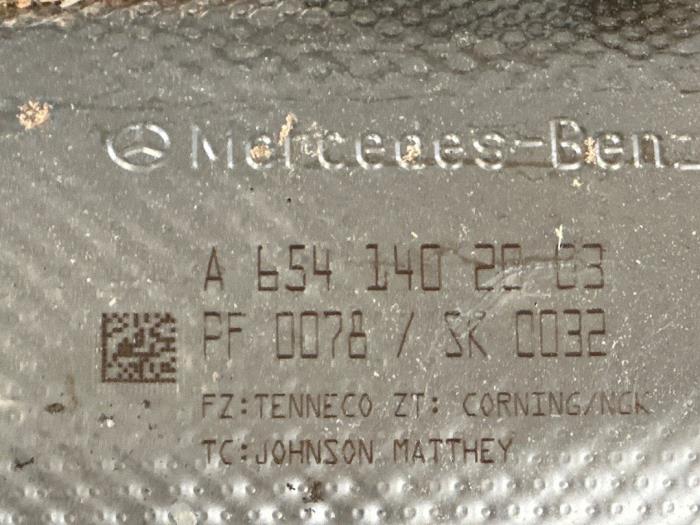 Mercedes-Benz
A 654 140 20 03
PF 0078 / SK 0032
FZ:TENNECO ZT: CORNING/NGK
TC:JOHNSON MATTHEY